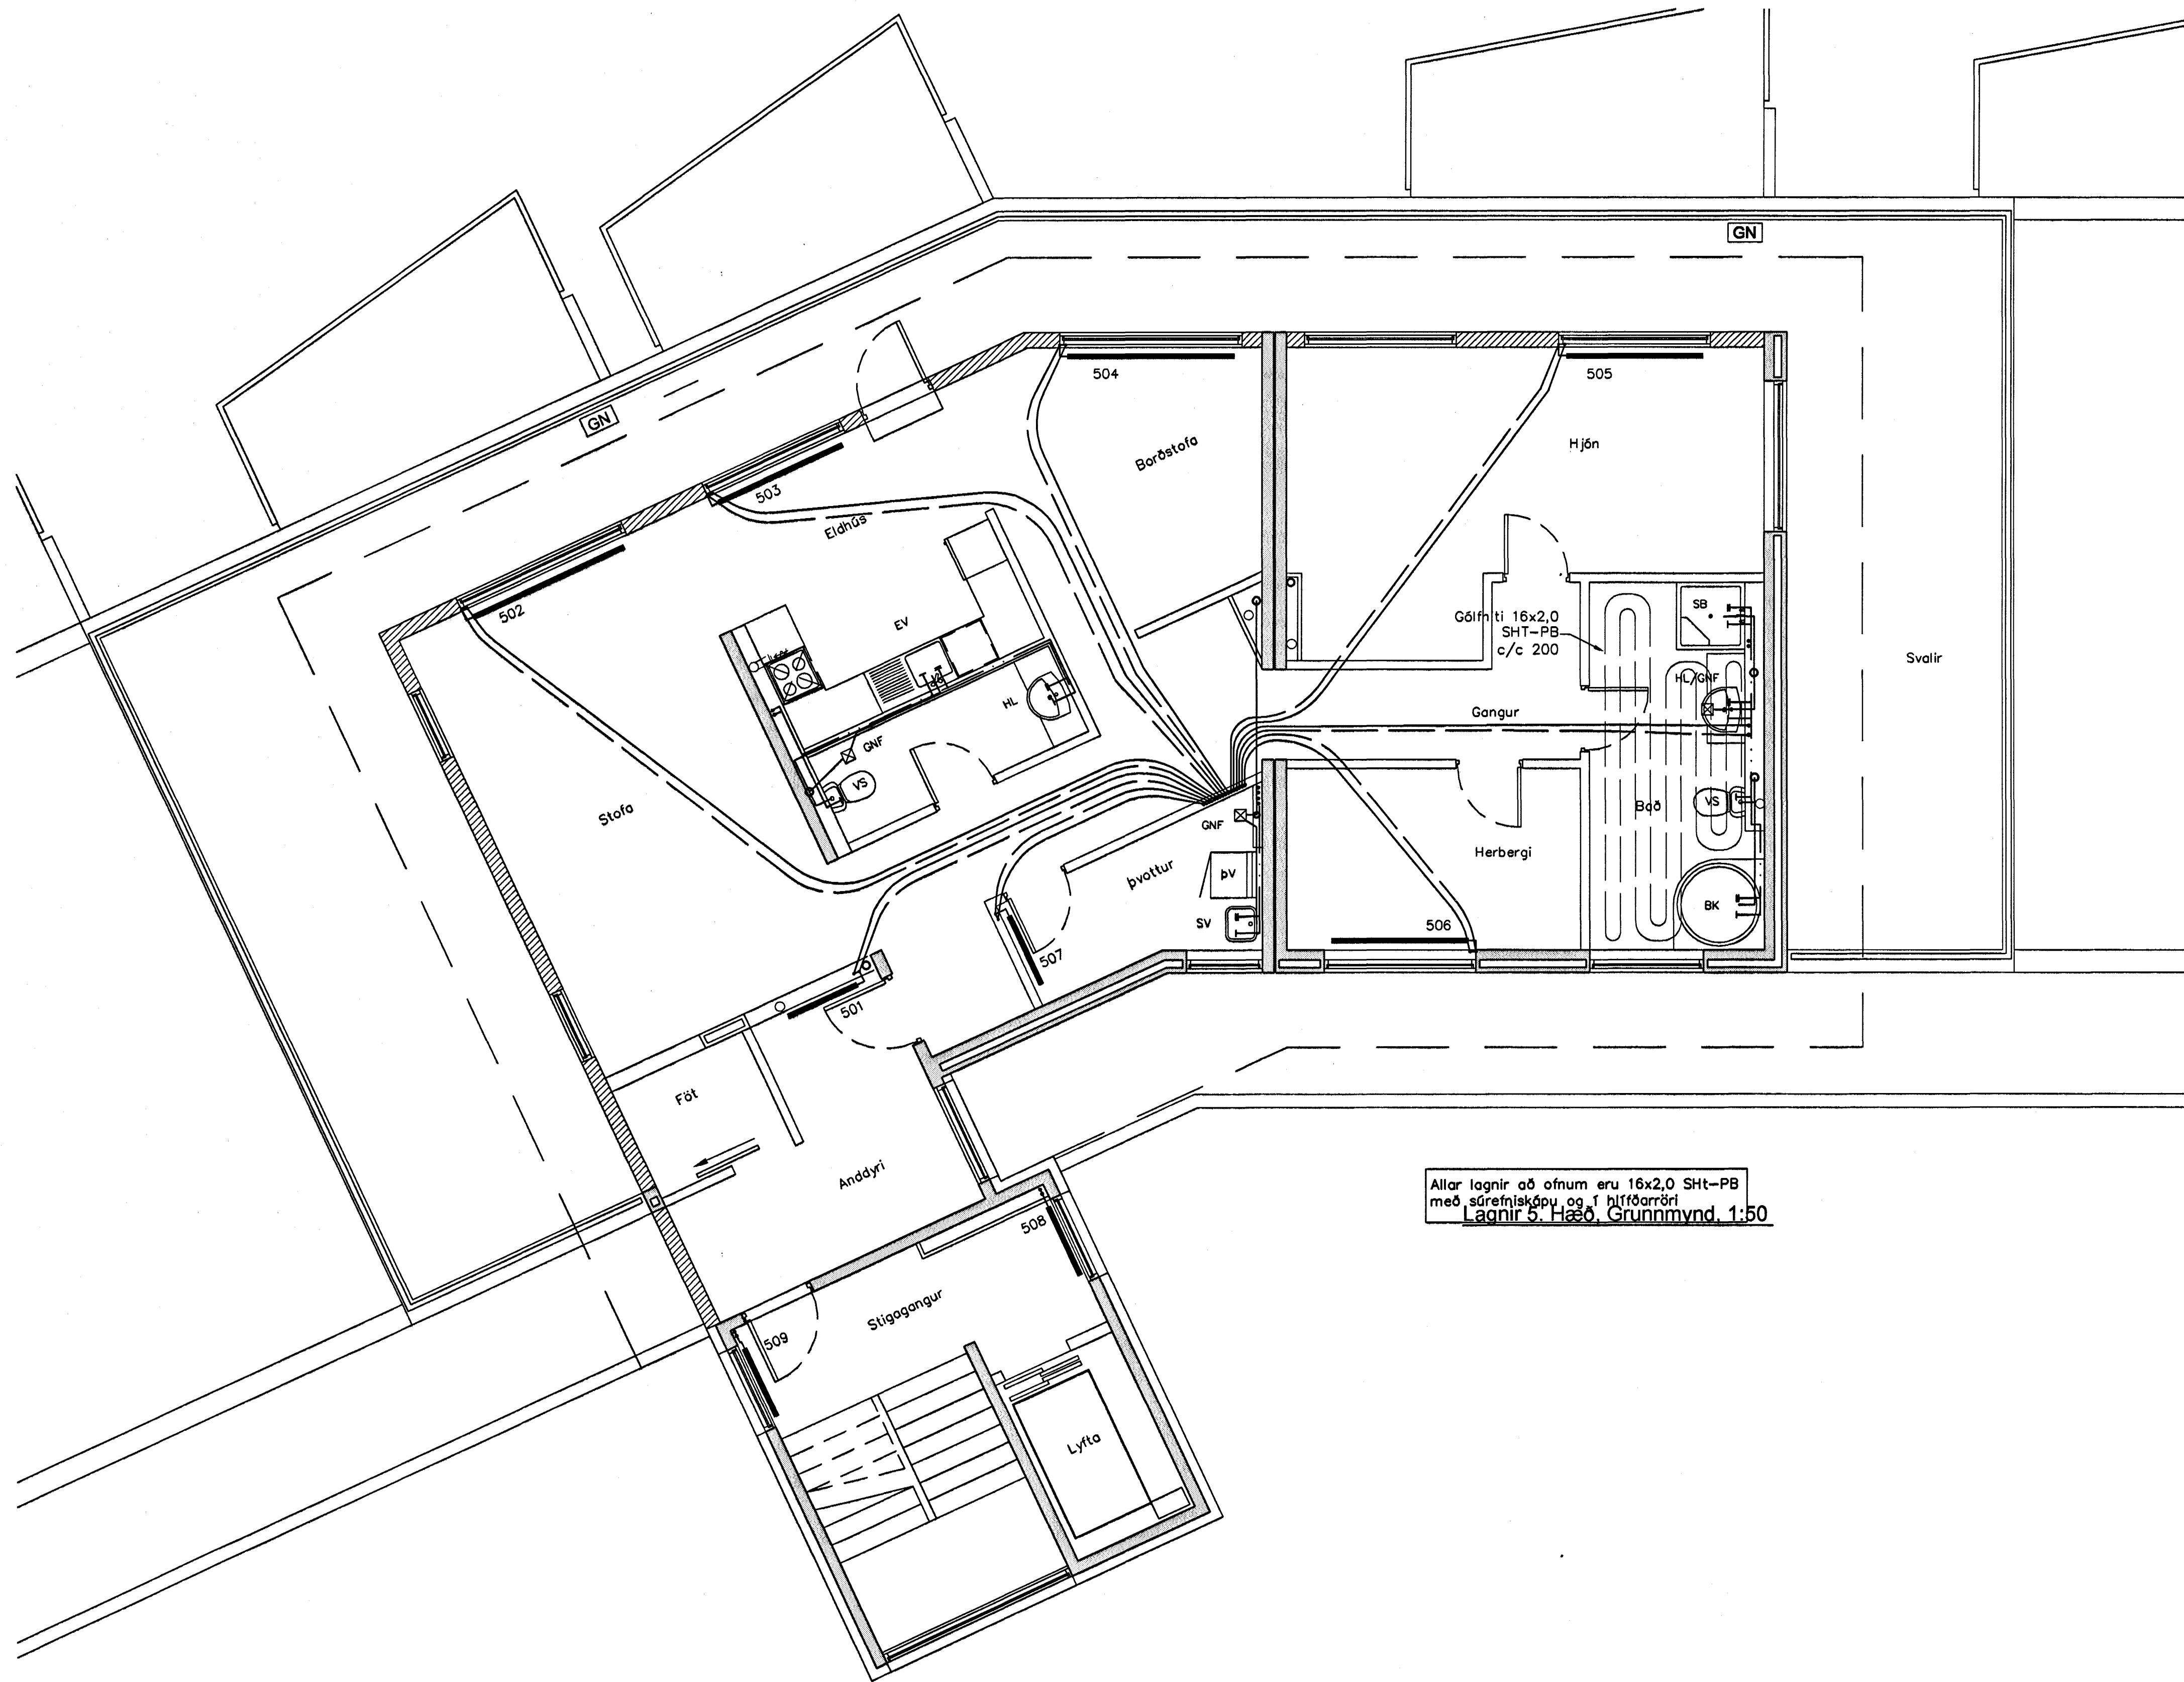 GN
504
505
GN
Hjón
Borðstofa
503
Eldhús
SB
502
EV
Gólfhiti 16x2,0
SHT-PB
c/c 200
Svalir
HL/GNF
HL
Gangur
GNF
VS
VS
Bað
Stofa
GNF
Herbergi
Þvottur
ÞV
BK
SV
506
507
501
Föt
Anddyri
Allar lagnir að ofnum eru 16x2,0 SHt-PB
með súrefniskápu og í hlífðarröri
Lagnir 5. Hæð, Grunnmynd, 1:50
508
Stigagangur
509
Lyfta